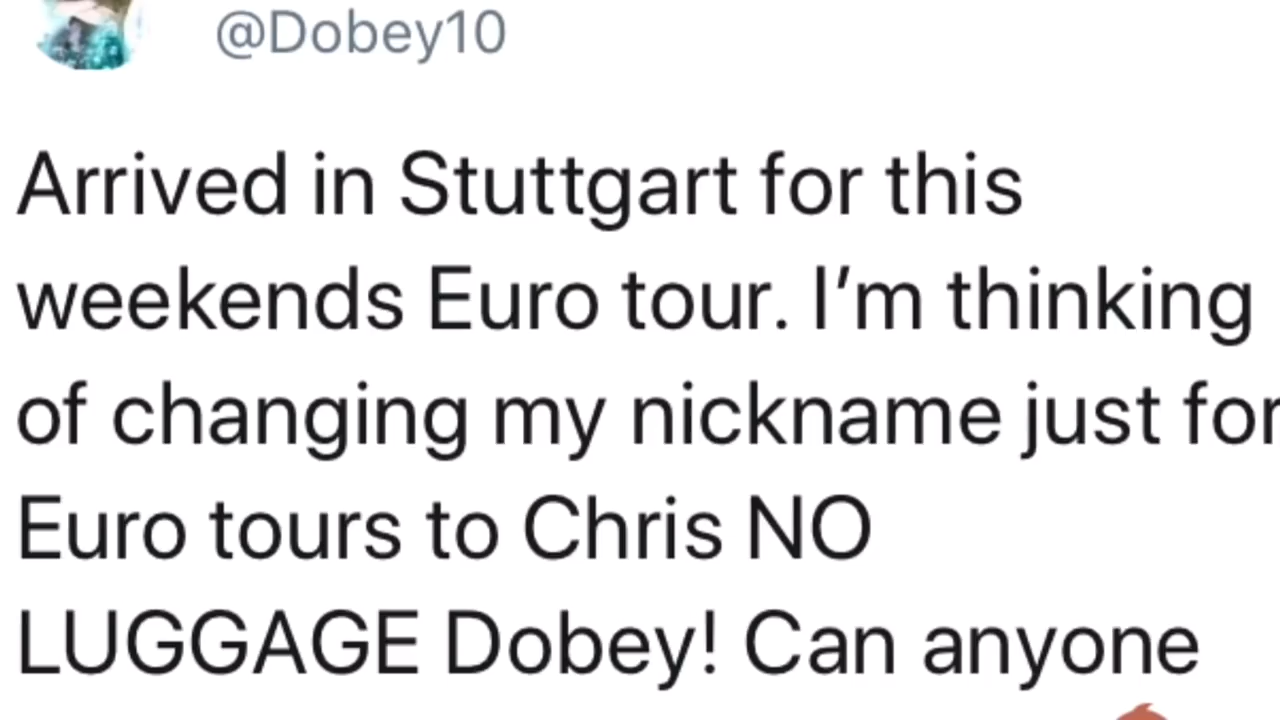 @Dobey10
Arrived in Stuttgart for this
weekends Euro tour. I’m thinking
of changing my nickname just for
Euro tours to Chris NO
LUGGAGE Dobey! Can anyone